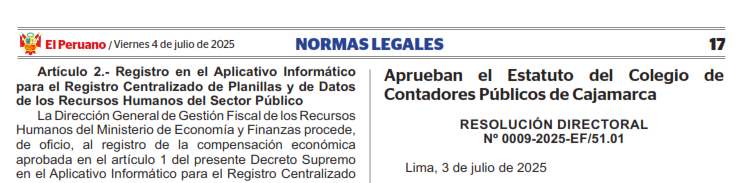 El Peruano / Viernes 4 de julio de 2025
NORMAS LEGALES
17
Artículo 2.- Registro en el Aplicativo Informático
para el Registro Centralizado de Planillas y de Datos
de los Recursos Humanos del Sector Público
La Dirección General de Gestión Fiscal de los Recursos
Humanos del Ministerio de Economía y Finanzas procede,
de oficio, al registro de la compensación económica
aprobada en el artículo 1 del presente Decreto Supremo
en el Aplicativo Informático para el Registro Centralizado
Aprueban el Estatuto del Colegio de
Contadores Públicos de Cajamarca
RESOLUCIÓN DIRECTORAL
Nº 0009-2025-EF/51.01
Lima, 3 de julio de 2025